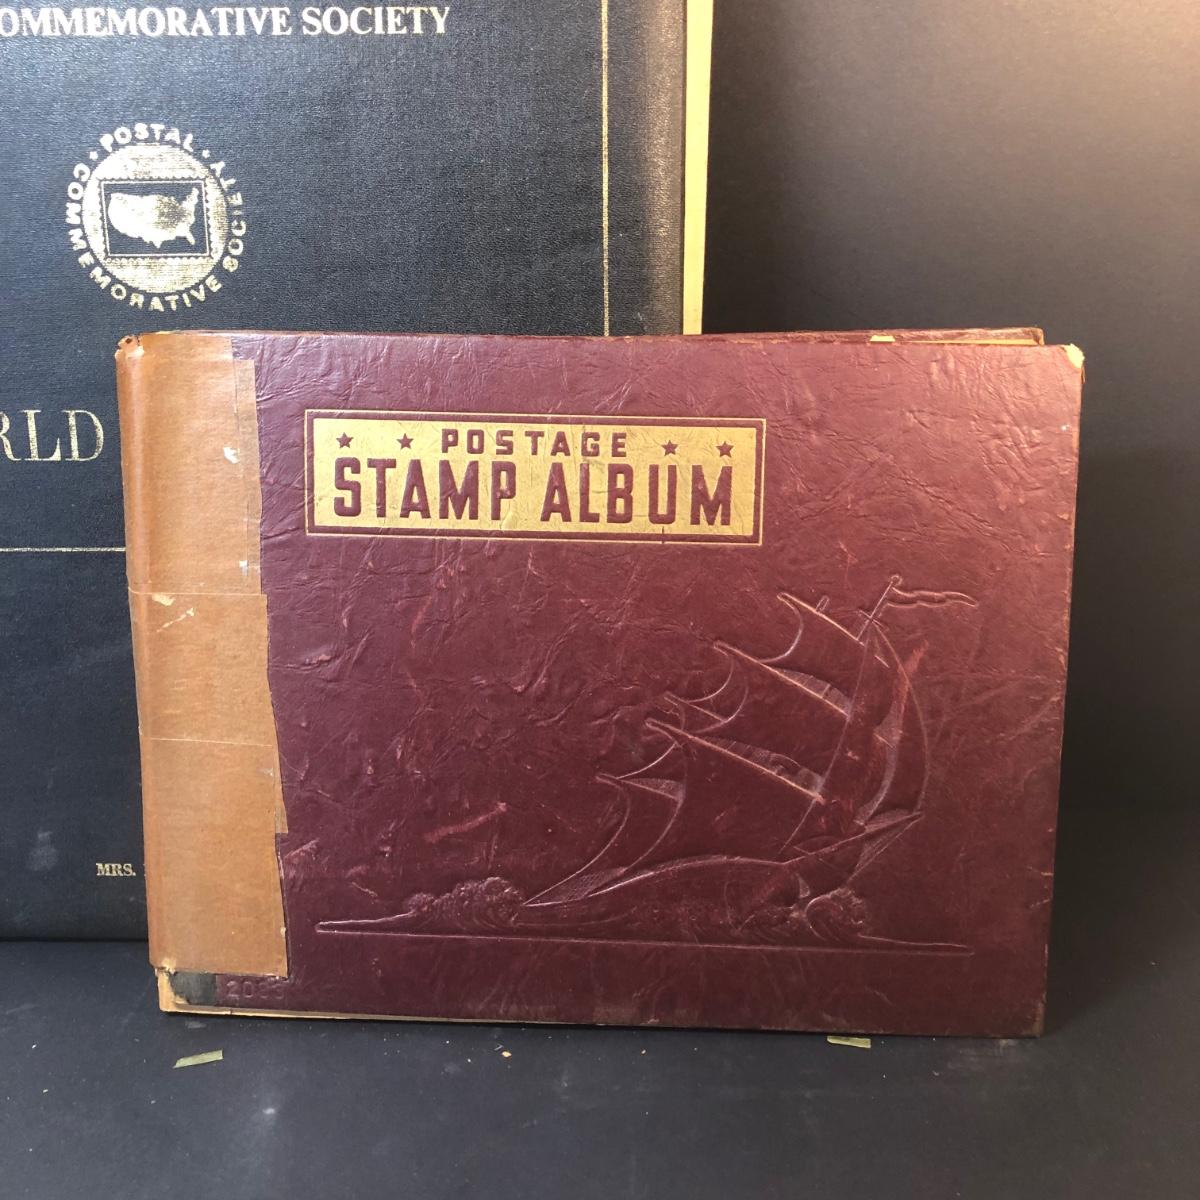 OMMEMORATIVE SOCIETY
• POSTAL •
COMMEMORATIVE SOCIETY
RLD
MRS.
POSTAGE
STAMP ALBUM